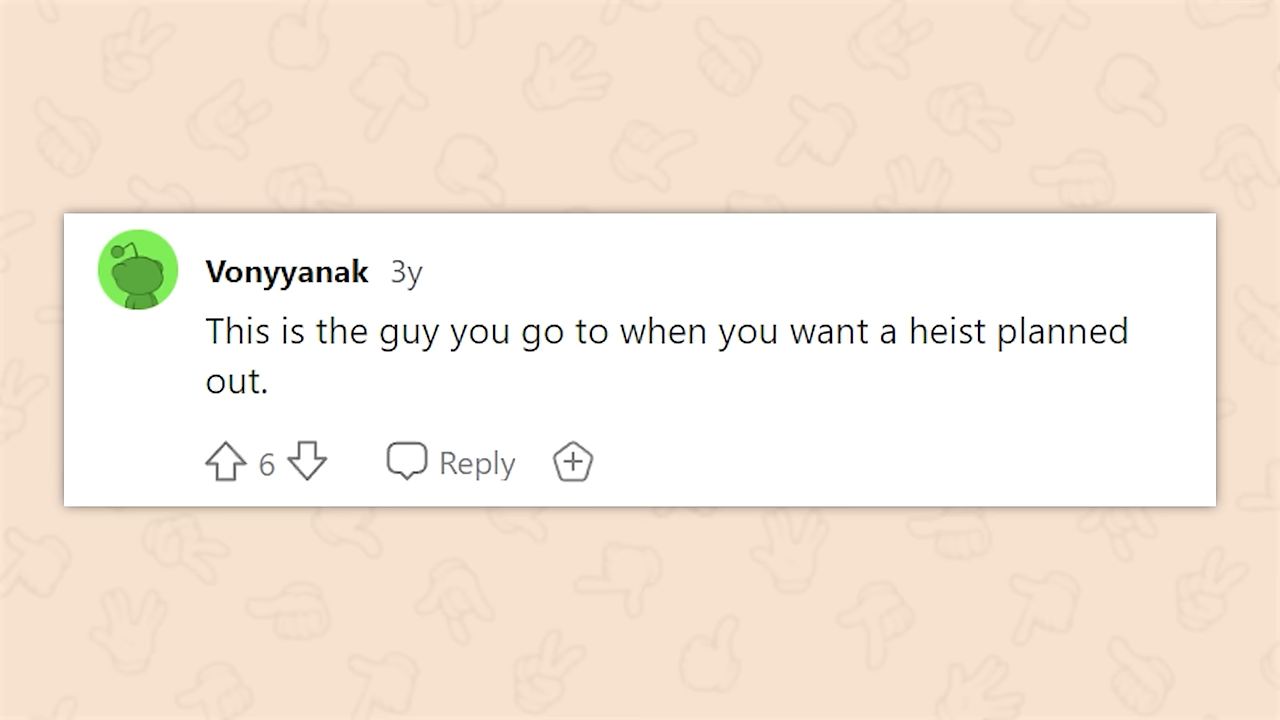 Vonyyanak 3y
This is the guy you go to when you want a heist planned
out.
6 Reply